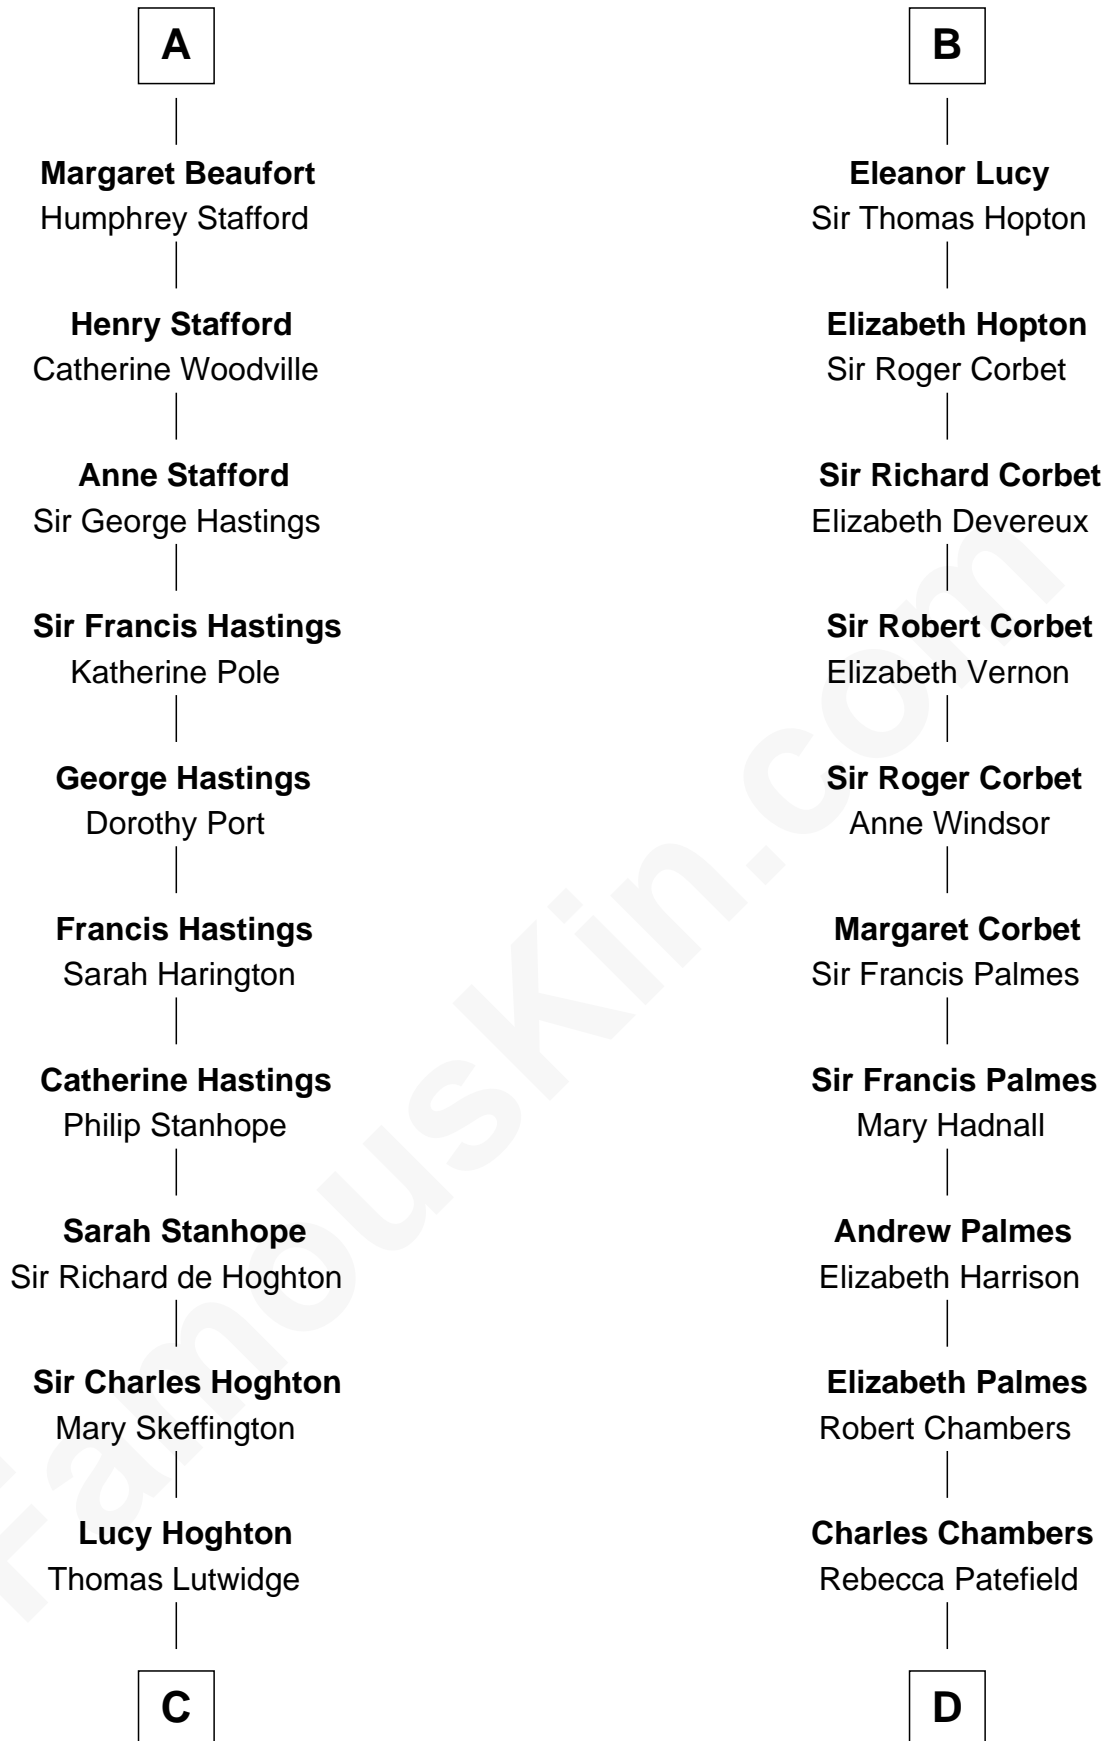 A
Margaret Beaufort
Humphrey Stafford
Henry Stafford
Catherine Woodville
Anne Stafford
Sir George Hastings
Sir Francis Hastings
Katherine Pole
George Hastings
Dorothy Port
Francis Hastings
Sarah Harington
Catherine Hastings
Philip Stanhope
Sarah Stanhope
Sir Richard de Hoghton
Sir Charles Hoghton
Mary Skeffington
Lucy Hoghton
Thomas Lutwidge
C
B
Eleanor Lucy
Sir Thomas Hopton
Elizabeth Hopton
Sir Roger Corbet
Sir Richard Corbet
Elizabeth Devereux
Sir Robert Corbet
Elizabeth Vernon
Sir Roger Corbet
Anne Windsor
Margaret Corbet
Sir Francis Palmes
Sir Francis Palmes
Mary Hadnall
Andrew Palmes
Elizabeth Harrison
Elizabeth Palmes
Robert Chambers
Charles Chambers
Rebecca Patefield
D
FamousKin.com